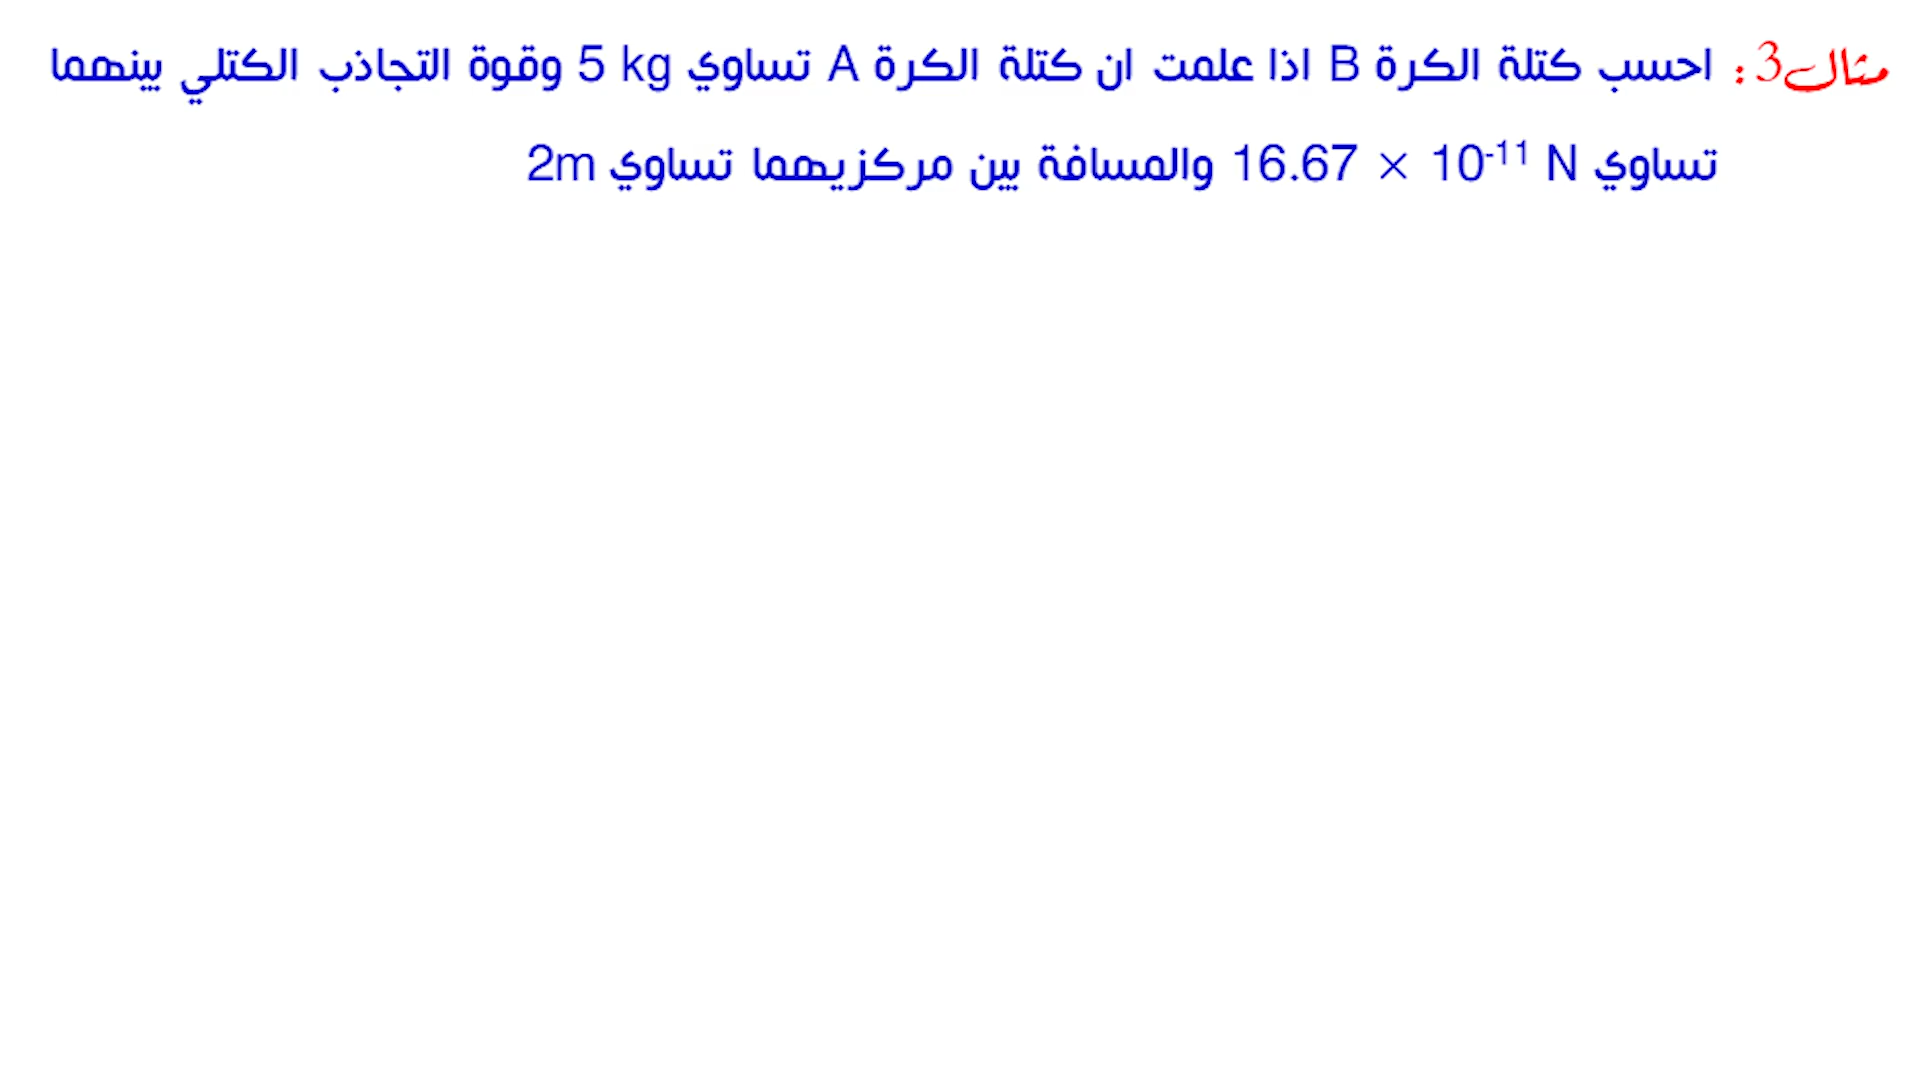 مثال3 : احسب كتلة الكرة B اذا علمت ان كتلة الكرة A تساوي 5 kg وقوة التجاذب الكتلي بينهما
تساوي 16.67 × 10⁻¹¹ N والمسافة بين مركزيهما تساوي 2m